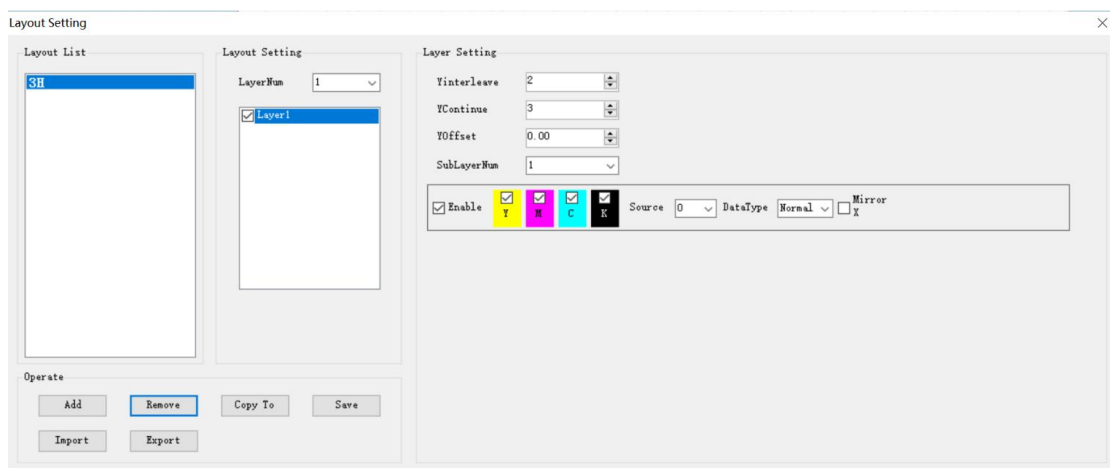 Layout Setting
Layout List
3H
Layout Setting
LayerNum 1
Layer1
Layer Setting
Yinterleave 2
YContinue 3
YOffset 0.00
SubLayerNum 1
Enable Y M C K Source 0 DataType Normal Mirror X
Operate
Add Remove Copy To Save
Import Export